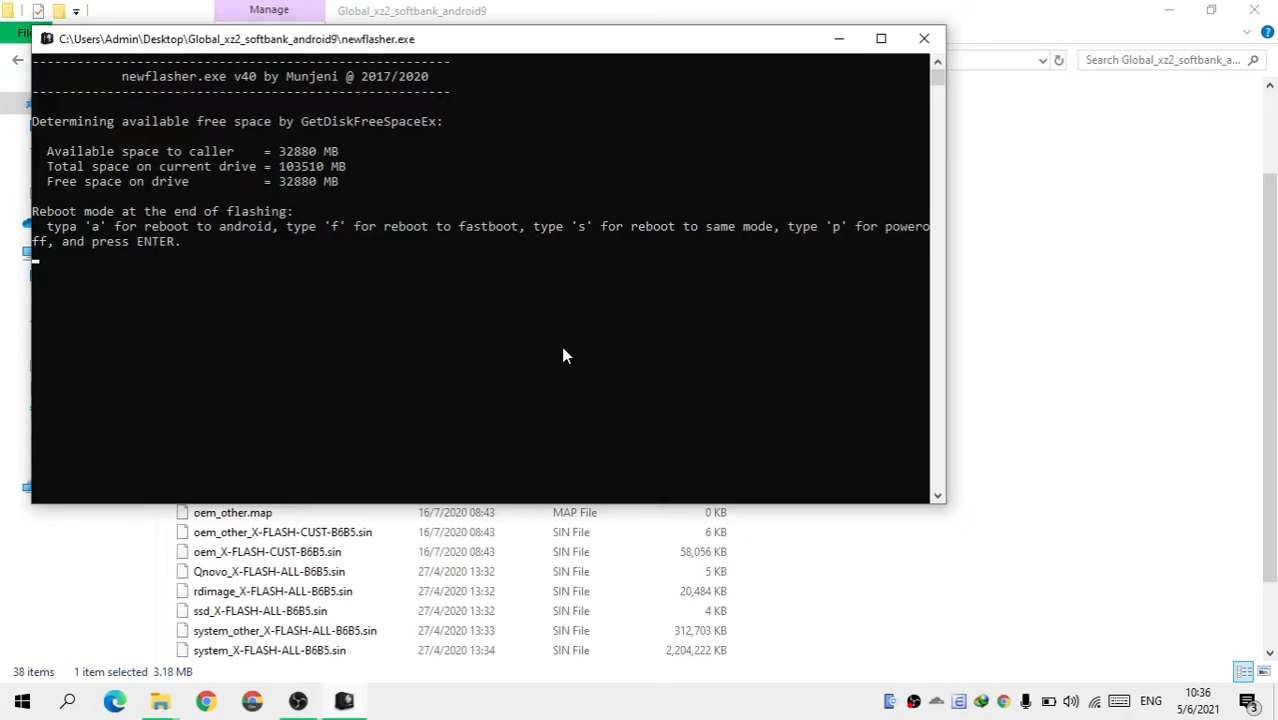 Manage
Global_xz2_softbank_android9
C:\Users\Admin\Desktop\Global_xz2_softbank_android9\newflasher.exe
Search Global_xz2_softbank_a...
--------------------------------------------------------
newflasher.exe v40 by Munjeni @ 2017/2020
--------------------------------------------------------
Determining available free space by GetDiskFreeSpaceEx:
Available space to caller = 32880 MB
Total space on current drive = 103510 MB
Free space on drive = 32880 MB
Reboot mode at the end of flashing:
typa 'a' for reboot to android, type 'f' for reboot to fastboot, type 's' for reboot to same mode, type 'p' for powero
ff, and press ENTER.
oem_other.map 16/7/2020 08:43 MAP File 0 KB
oem_other_X-FLASH-CUST-B6B5.sin 16/7/2020 08:43 SIN File 6 KB
oem_X-FLASH-CUST-B6B5.sin 16/7/2020 08:43 SIN File 58,056 KB
Qnovo_X-FLASH-ALL-B6B5.sin 27/4/2020 13:32 SIN File 5 KB
rdimage_X-FLASH-ALL-B6B5.sin 27/4/2020 13:32 SIN File 20,484 KB
ssd_X-FLASH-ALL-B6B5.sin 27/4/2020 13:32 SIN File 4 KB
system_other_X-FLASH-ALL-B6B5.sin 27/4/2020 13:33 SIN File 312,703 KB
system_X-FLASH-ALL-B6B5.sin 27/4/2020 13:34 SIN File 2,204,222 KB
38 items 1 item selected 3.18 MB
ENG
10:36
5/6/2021
3